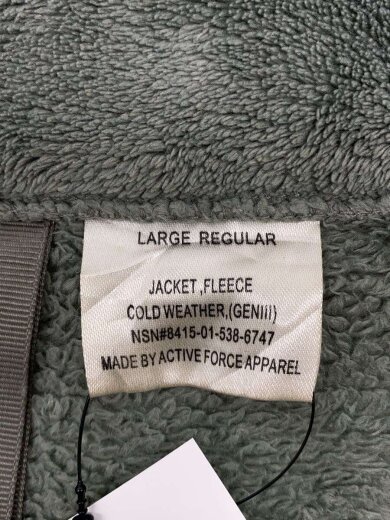 LARGE REGULAR
JACKET ,FLEECE
COLD WEATHER,(GENIII)
NSN#8415-01-538-6747
MADE BY ACTIVE FORCE APPAREL